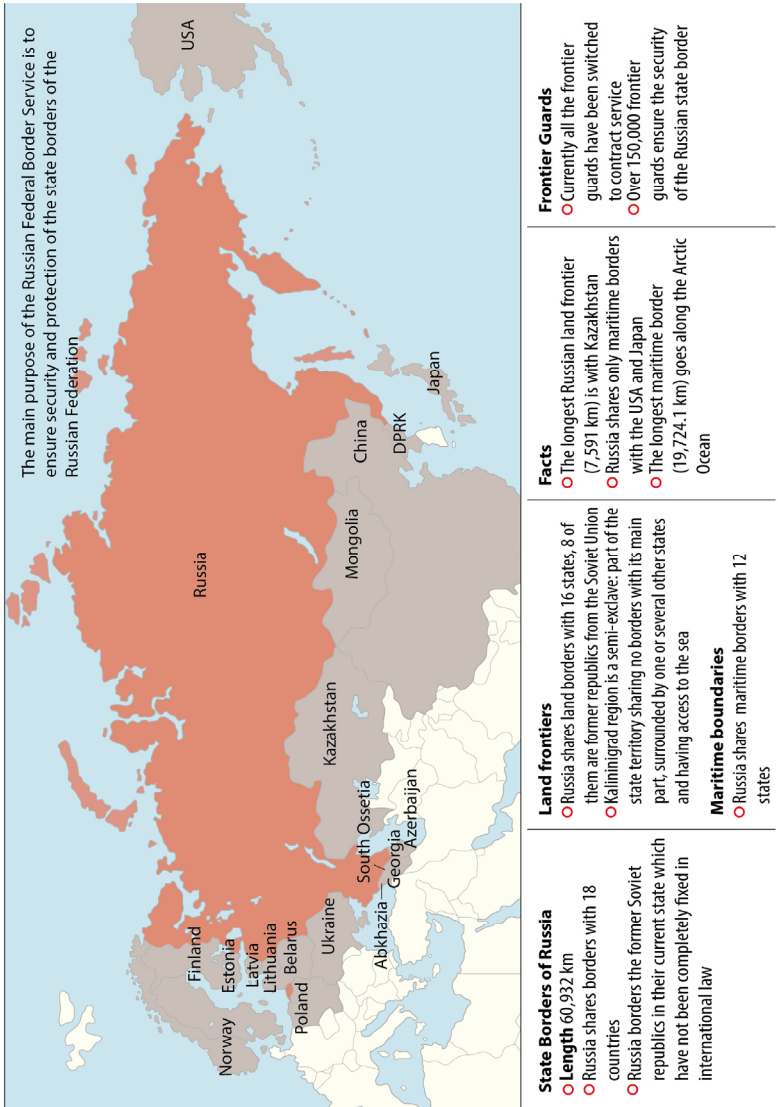 The main purpose of the Russian Federal Border Service is to
ensure security and protection of the state borders of the
Russian Federation
USA
Russia
Norway
Finland
Estonia
Latvia
Lithuania
Belarus
Poland
Ukraine
Abkhazia
South Ossetia
Georgia
Azerbaijan
Kazakhstan
Mongolia
China
DPRK
Japan
State Borders of Russia
Length 60,932 km
Russia shares borders with 18
countries
Russia borders the former Soviet
republics in their current state which
have not been completely fixed in
international law
Land frontiers
Russia shares land borders with 16 states, 8 of
them are former republics from the Soviet Union
Kalininigrad region is a semi-exclave: part of the
state territory sharing no borders with its main
part, surrounded by one or several other states
and having access to the sea
Maritime boundaries
Russia shares maritime borders with 12
states
Facts
The longest Russian land frontier
(7,591 km) is with Kazakhstan
Russia shares only maritime borders
with the USA and Japan
The longest maritime border
(19,724.1 km) goes along the Arctic
Ocean
Frontier Guards
Currently all the frontier
guards have been switched
to contract service
Over 150,000 frontier
guards ensure the security
of the Russian state border